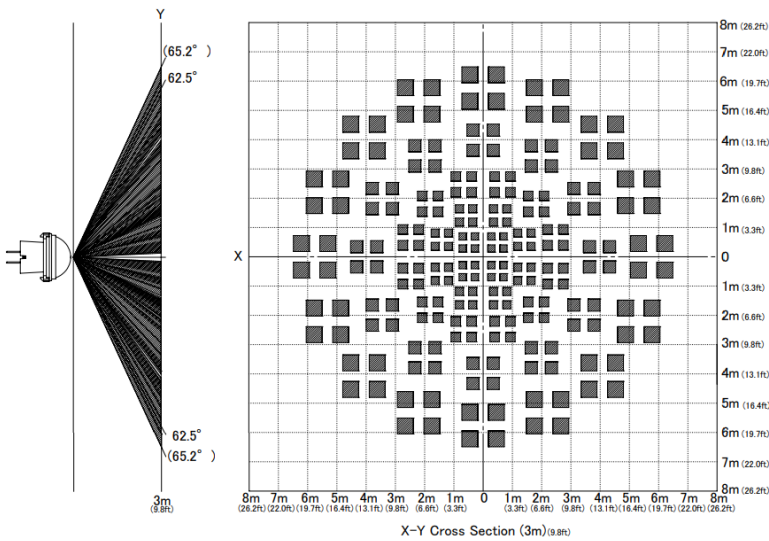 Y
(65.2° )
62.5°
62.5°
(65.2° )
3m
(9.8ft)
X
8m (26.2ft)
7m (22.0ft)
6m (19.7ft)
5m (16.4ft)
4m (13.1ft)
3m (9.8ft)
2m (6.6ft)
1m (3.3ft)
0
1m (3.3ft)
2m (6.6ft)
3m (9.8ft)
4m (13.1ft)
5m (16.4ft)
6m (19.7ft)
7m (22.0ft)
8m (26.2ft)
8m 7m 6m 5m 4m 3m 2m 1m 0 1m 2m 3m 4m 5m 6m 7m 8m
(26.2ft) (22.0ft) (19.7ft) (16.4ft) (13.1ft) (9.8ft) (6.6ft) (3.3ft) (3.3ft) (6.6ft) (9.8ft) (13.1ft) (16.4ft) (19.7ft) (22.0ft) (26.2ft)
X-Y Cross Section (3m)(9.8ft)